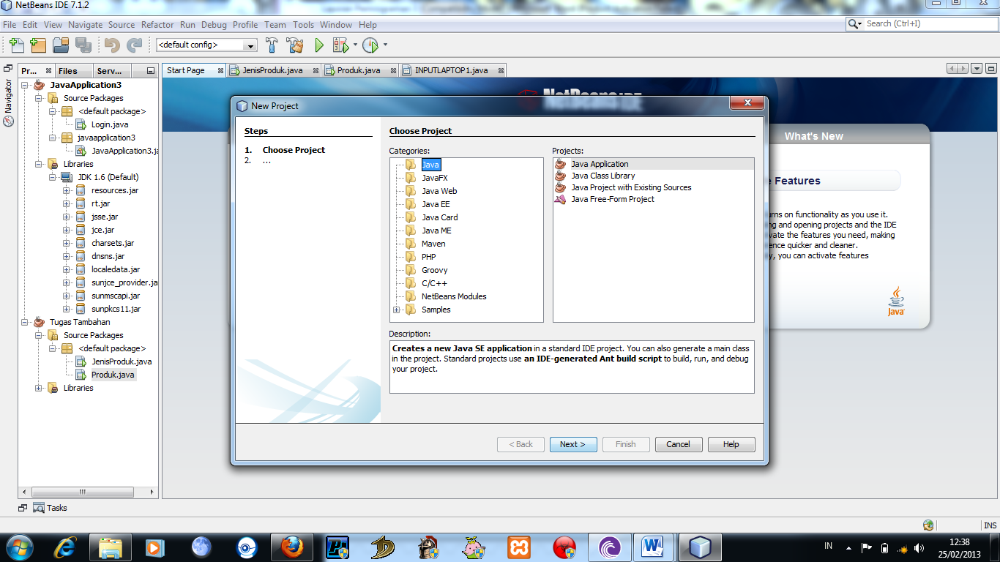 NetBeans IDE 7.1.2
File Edit View Navigate Source Refactor Run Debug Profile Team Tools Window Help
Search (Ctrl+I)
<default config>
Pr... Files Serv...
Start Page JenisProduk.java Produk.java INPUTLAPTOP1.java
Navigator
JavaApplication3
Source Packages
<default package>
Login.java
javaapplication3
JavaApplication3.ja
Libraries
JDK 1.6 (Default)
resources.jar
rt.jar
jsse.jar
jce.jar
charsets.jar
dnsns.jar
localedata.jar
sunjce_provider.ja
sunmscapi.jar
sunpkcs11.jar
Tugas Tambahan
Source Packages
<default package>
JenisProduk.java
Produk.java
Libraries
NetBeans IDE
New Project
Steps
1. Choose Project
2. ...
Choose Project
Categories:
Java
JavaFX
Java Web
Java EE
Java Card
Java ME
Maven
PHP
Groovy
C/C++
NetBeans Modules
Samples
Projects:
Java Application
Java Class Library
Java Project with Existing Sources
Java Free-Form Project
Description:
Creates a new Java SE application in a standard IDE project. You can also generate a main class
in the project. Standard projects use an IDE-generated Ant build script to build, run, and debug
your project.
< Back Next > Finish Cancel Help
What's New
Features
on functionality as you use it.
and opening projects and the IDE
the features you need, making
quicker and cleaner.
, you can activate features
Java
Tasks
INS
IN
12:38
25/02/2013